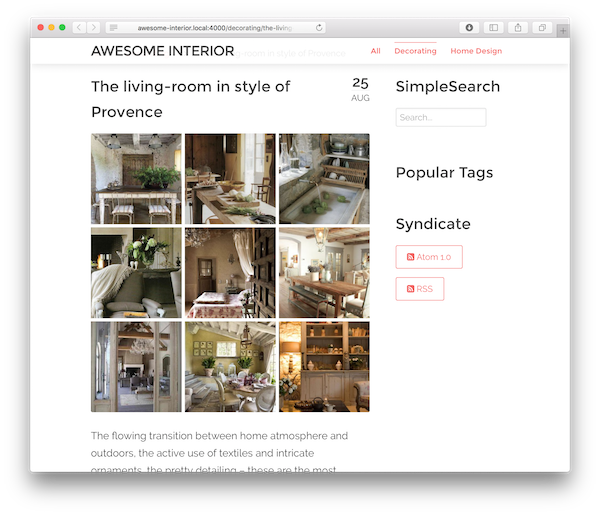 awesome-interior.local:4000/decorating/the-living
AWESOME INTERIOR
All Decorating Home Design
The living-room in style of
Provence
25
AUG
SimpleSearch
Search...
Popular Tags
Syndicate
Atom 1.0
RSS
The flowing transition between home atmosphere and
outdoors, the active use of textiles and intricate
ornaments, the pretty detailing – these are the most